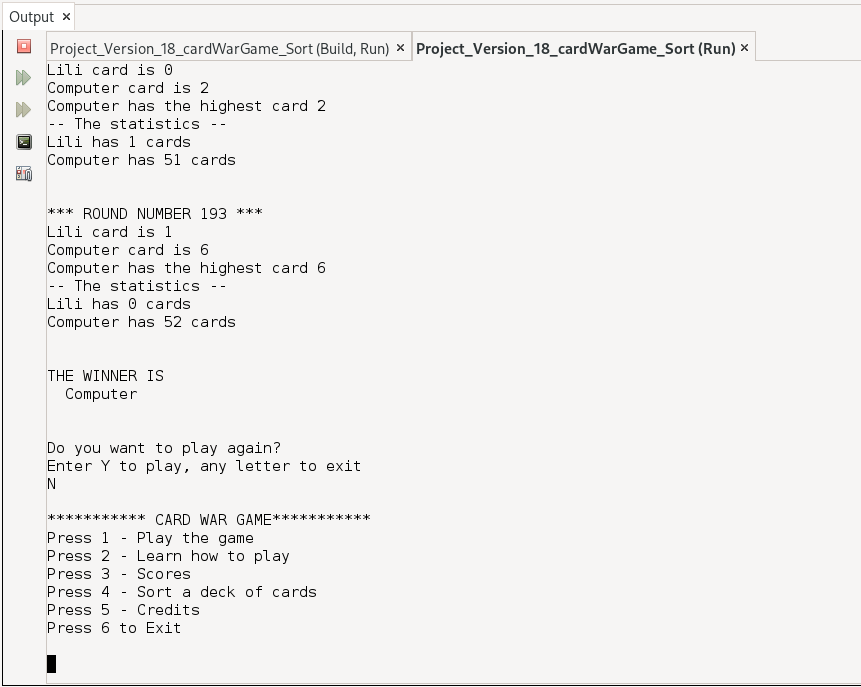 Output ×
Project_Version_18_cardWarGame_Sort (Build, Run) × Project_Version_18_cardWarGame_Sort (Run) ×
Lili card is 0
Computer card is 2
Computer has the highest card 2
-- The statistics --
Lili has 1 cards
Computer has 51 cards
*** ROUND NUMBER 193 ***
Lili card is 1
Computer card is 6
Computer has the highest card 6
-- The statistics --
Lili has 0 cards
Computer has 52 cards
THE WINNER IS
Computer
Do you want to play again?
Enter Y to play, any letter to exit
N
*********** CARD WAR GAME***********
Press 1 - Play the game
Press 2 - Learn how to play
Press 3 - Scores
Press 4 - Sort a deck of cards
Press 5 - Credits
Press 6 to Exit